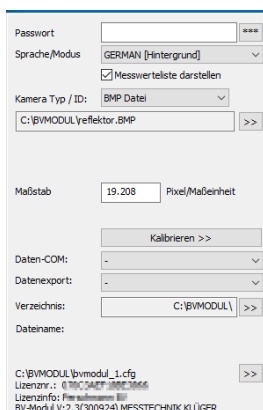 Passwort
***
Sprache/Modus GERMAN [Hintergrund]
Messwerteliste darstellen
Kamera Typ / ID: BMP Datei
C:\BVMODUL\reflektor.BMP >>
Maßstab 19.208 Pixel/Maßeinheit
Kalibrieren >>
Daten-COM: -
Datenexport: -
Verzeichnis: C:\BVMODUL\ >>
Dateiname:
C:\BVMODUL\bvmodul_1.cfg >>
Lizenznr.:
Lizenzinfo:
BV-Modul V:2.3(300924) MESSTECHNIK KLÜGER